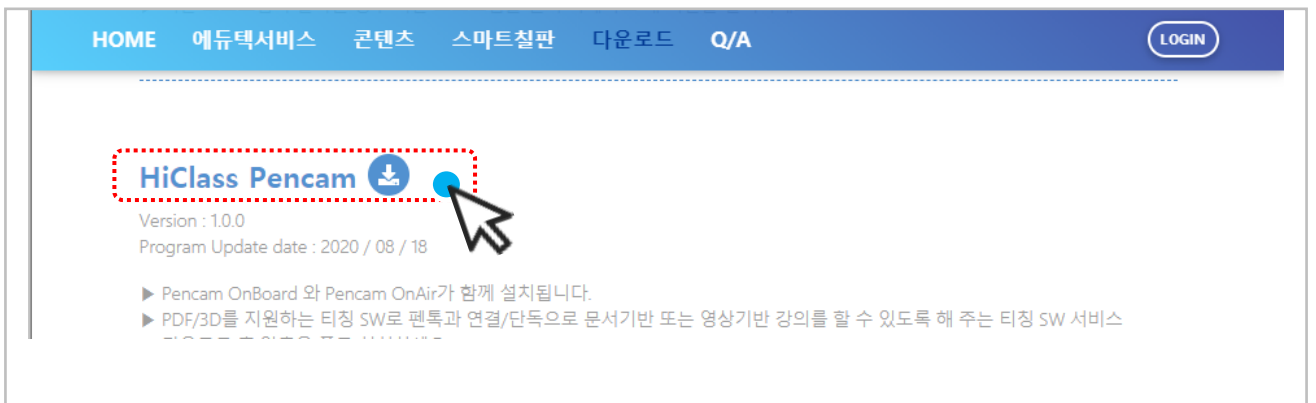 HOME 에듀텍서비스 콘텐츠 스마트칠판 다운로드 Q/A LOGIN
HiClass Pencam
Version : 1.0.0
Program Update date : 2020 / 08 / 18
▶ Pencam OnBoard 와 Pencam OnAir가 함께 설치됩니다.
▶ PDF/3D를 지원하는 티칭 SW로 펜톡과 연결/단독으로 문서기반 또는 영상기반 강의를 할 수 있도록 해 주는 티칭 SW 서비스